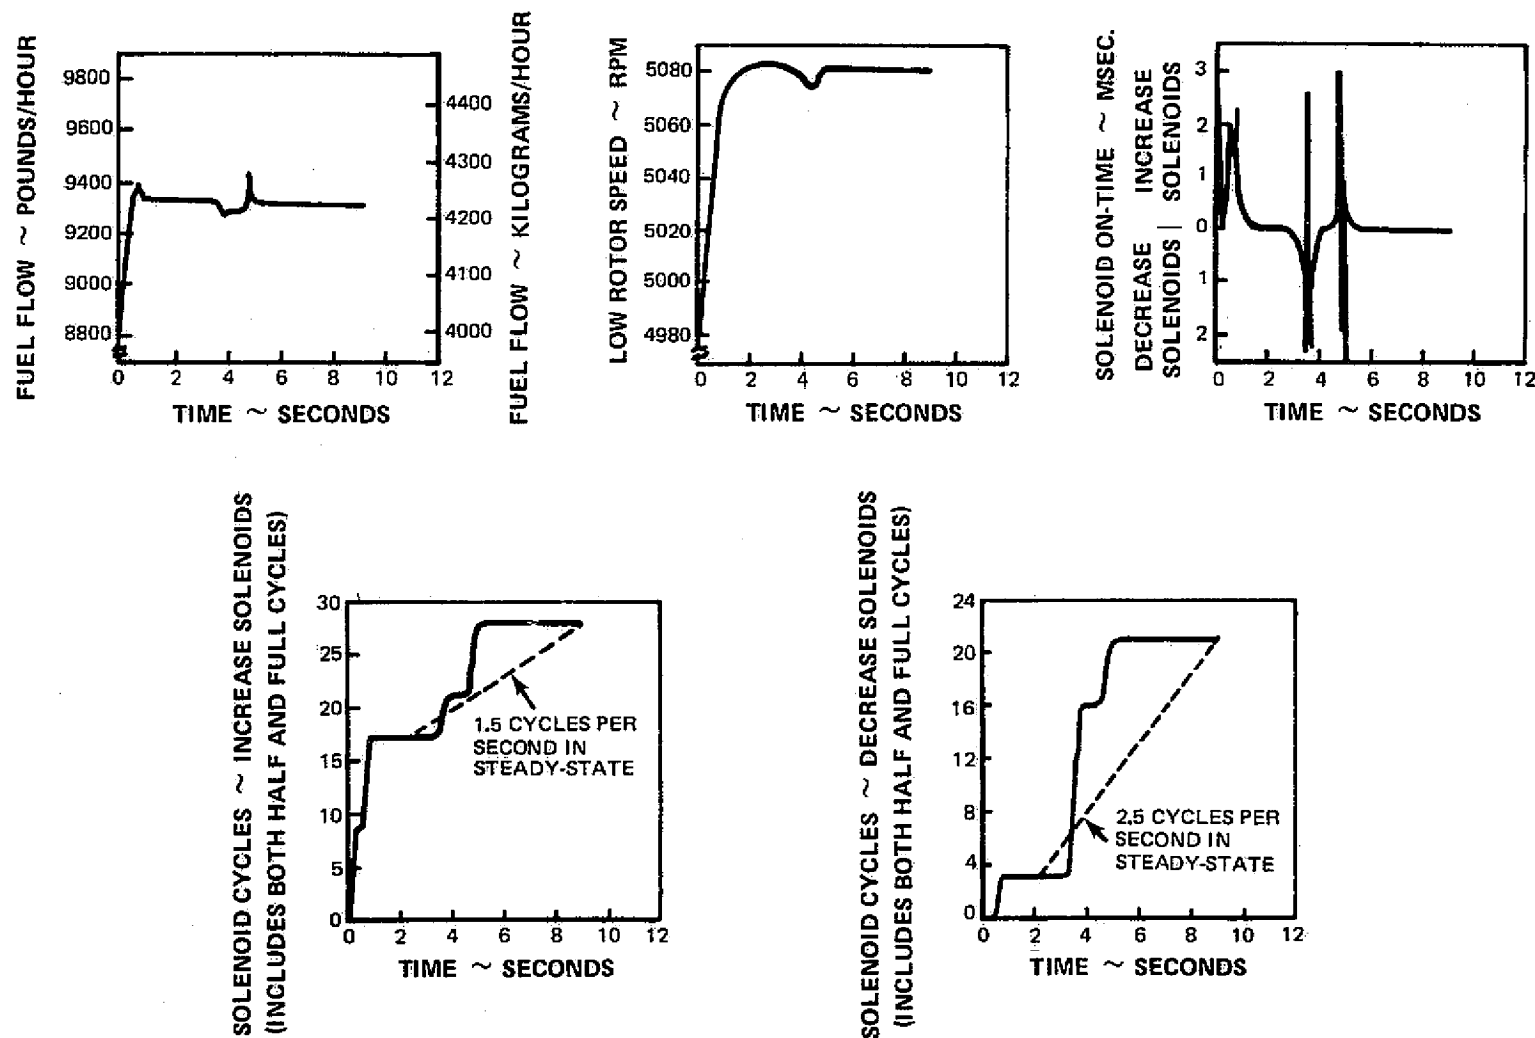 FUEL FLOW ~ POUNDS/HOUR
9800
9600
9400
9200
9000
8800
0 2 4 6 8 10 12
TIME ~ SECONDS
4400
4300
4200
4100
4000
FUEL FLOW ~ KILOGRAMS/HOUR
LOW ROTOR SPEED ~ RPM
5080
5060
5040
5020
5000
4980
0 2 4 6 8 10 12
TIME ~ SECONDS
SOLENOID ON-TIME ~ MSEC.
DECREASE INCREASE
SOLENOIDS | SOLENOIDS
3
2
1
0
1
2
0 2 4 6 8 10 12
TIME ~ SECONDS
SOLENOID CYCLES ~ INCREASE SOLENOIDS
(INCLUDES BOTH HALF AND FULL CYCLES)
30
25
20
15
10
5
0
0 2 4 6 8 10 12
TIME ~ SECONDS
1.5 CYCLES PER
SECOND IN
STEADY-STATE
SOLENOID CYCLES ~ DECREASE SOLENOIDS
(INCLUDES BOTH HALF AND FULL CYCLES)
24
20
16
12
8
4
0
0 2 4 6 8 10 12
TIME ~ SECONDS
2.5 CYCLES PER
SECOND IN
STEADY-STATE